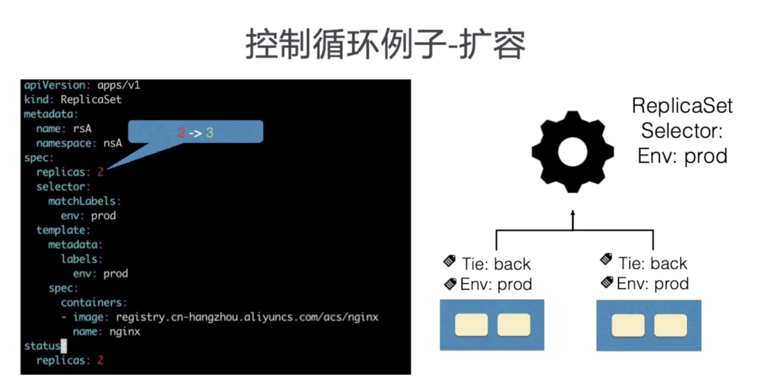 控制循环例子-扩容
apiVersion: apps/v1
kind: ReplicaSet
metadata:
name: rsA
namespace: nsA
2 -> 3
spec:
replicas: 2
selector:
matchLabels:
env: prod
template:
metadata:
labels:
env: prod
spec:
containers:
- image: registry.cn-hangzhou.aliyuncs.com/acs/nginx
name: nginx
status:
replicas: 2
ReplicaSet
Selector:
Env: prod
Tie: back
Env: prod
Tie: back
Env: prod